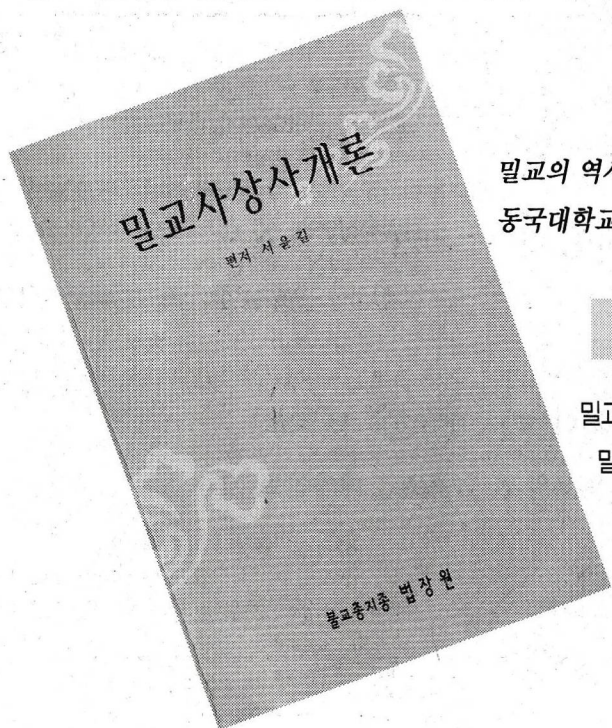 밀교사상사개론
편저 서윤길
불교총지종 법장원
밀교의 역사
동국대학교
밀교
밀